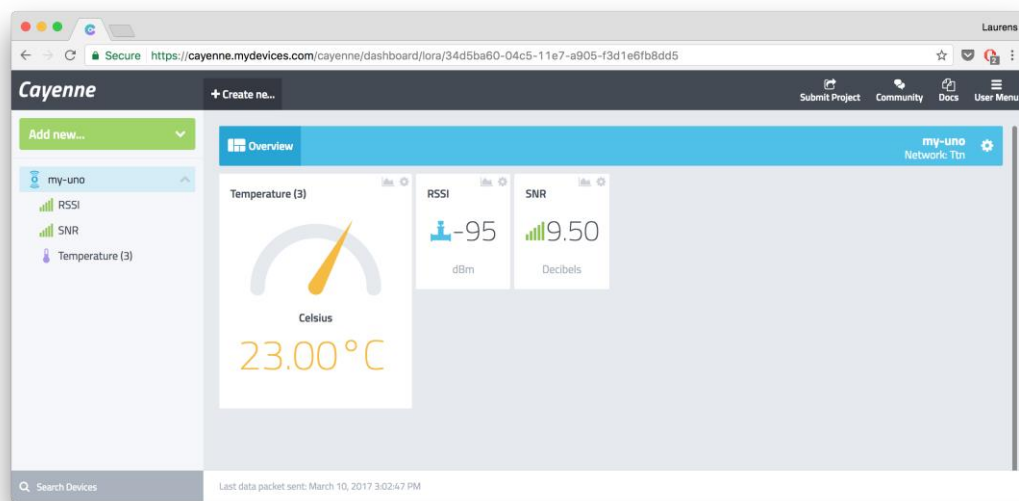 Laurens
Secure https://cayenne.mydevices.com/cayenne/dashboard/lora/34d5ba60-04c5-11e7-a905-f3d1e6fb8dd5
2
Cayenne
+ Create ne...
Submit Project Community Docs User Menu
Add new...
Overview
my-uno
Network: Ttn
my-uno
RSSI
SNR
Temperature (3)
Temperature (3)
Celsius
23.00°C
RSSI
-95
dBm
SNR
9.50
Decibels
Search Devices
Last data packet sent: March 10, 2017 3:02:47 PM